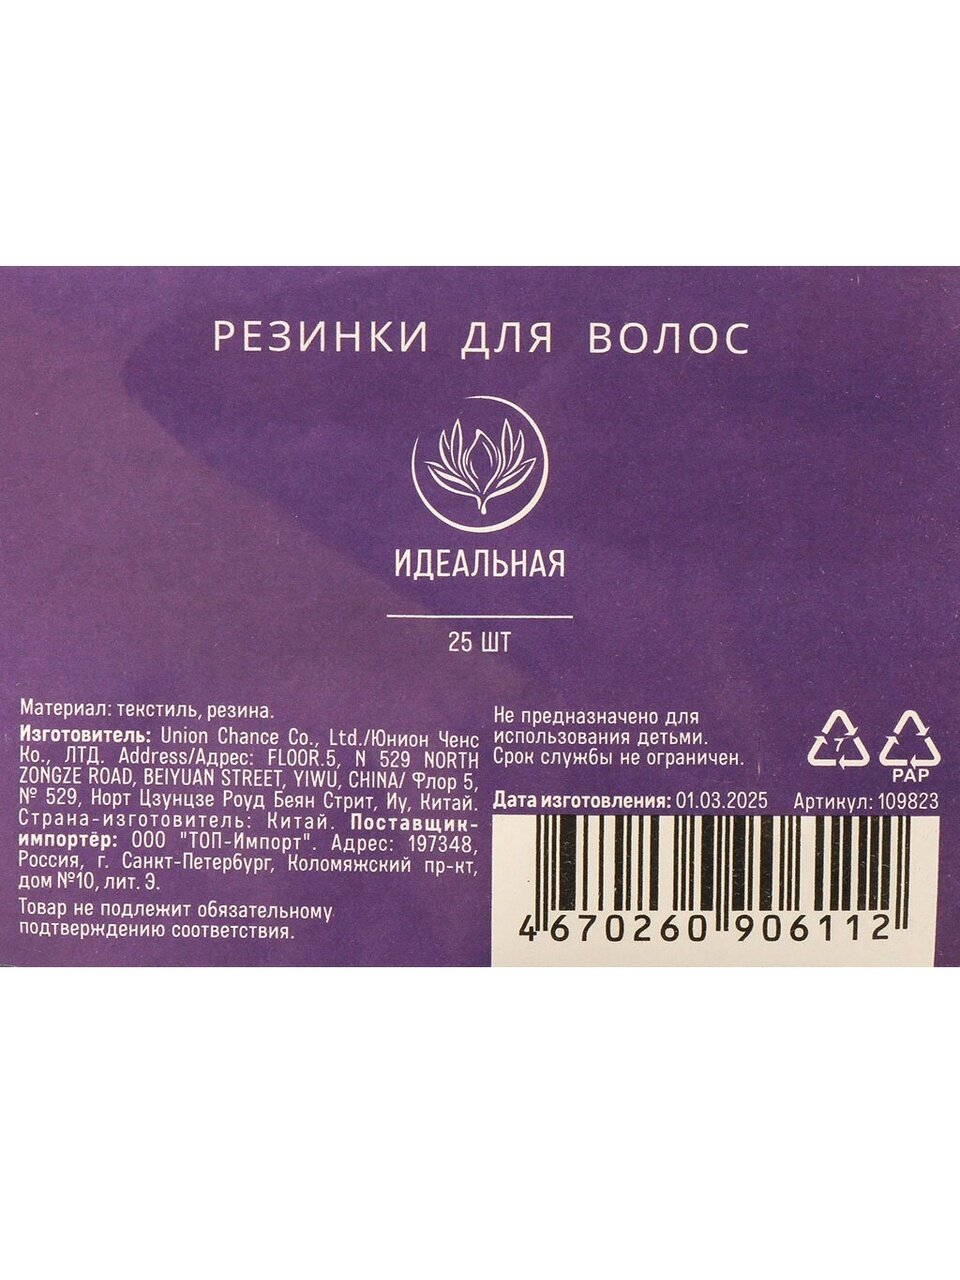 РЕЗИНКИ ДЛЯ ВОЛОС
ИДЕАЛЬНАЯ
25 ШТ
Материал: текстиль, резина.
Изготовитель: Union Chance Co., Ltd./Юнион Ченс
Ко., ЛТД. Address/Адрес: FLOOR.5, N 529 NORTH
ZONGZE ROAD, BEIYUAN STREET, YIWU, CHINA/ Флор 5,
№ 529, Норт Цзунцзе Роуд Беян Стрит, Иу, Китай.
Страна-изготовитель: Китай. Поставщик-
импортёр: ООО "ТОП-Импорт". Адрес: 197348,
Россия, г. Санкт-Петербург, Коломяжский пр-кт,
дом №10, лит. Э.
Товар не подлежит обязательному
подтверждению соответствия.
Не предназначено для
использования детьми.
Срок службы не ограничен.
7
PAP
Дата изготовления: 01.03.2025 Артикул: 109823
4 670260 906112